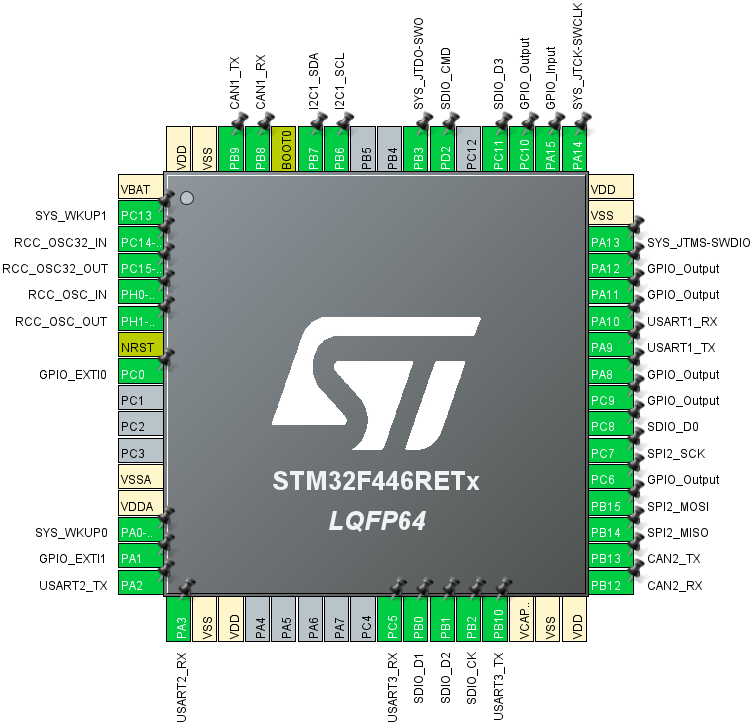 CAN1_TX
CAN1_RX
I2C1_SDA
I2C1_SCL
SYS_JTDO-SWO
SDIO_CMD
SDIO_D3
GPIO_Output
GPIO_Input
SYS_JTCK-SWCLK
VDD
VSS
PB9
PB8
BOOT0
PB7
PB6
PB5
PB4
PB3
PD2
PC12
PC11
PC10
PA15
PA14
VBAT
SYS_WKUP1 PC13
RCC_OSC32_IN PC14-..
RCC_OSC32_OUT PC15-..
RCC_OSC_IN PH0-..
RCC_OSC_OUT PH1-..
NRST
GPIO_EXTI0 PC0
PC1
PC2
PC3
VSSA
VDDA
SYS_WKUP0 PA0-..
GPIO_EXTI1 PA1
USART2_TX PA2
STM32F446RETx
LQFP64
VDD
VSS
PA13 SYS_JTMS-SWDIO
PA12 GPIO_Output
PA11 GPIO_Output
PA10 USART1_RX
PA9 USART1_TX
PA8 GPIO_Output
PC9 GPIO_Output
PC8 SDIO_D0
PC7 SPI2_SCK
PC6 GPIO_Output
PB15 SPI2_MOSI
PB14 SPI2_MISO
PB13 CAN2_TX
PB12 CAN2_RX
PA3
VSS
VDD
PA4
PA5
PA6
PA7
PC4
PC5
PB0
PB1
PB2
PB10
VCAP..
VSS
VDD
USART2_RX
USART3_RX
SDIO_D1
SDIO_D2
SDIO_CK
USART3_TX